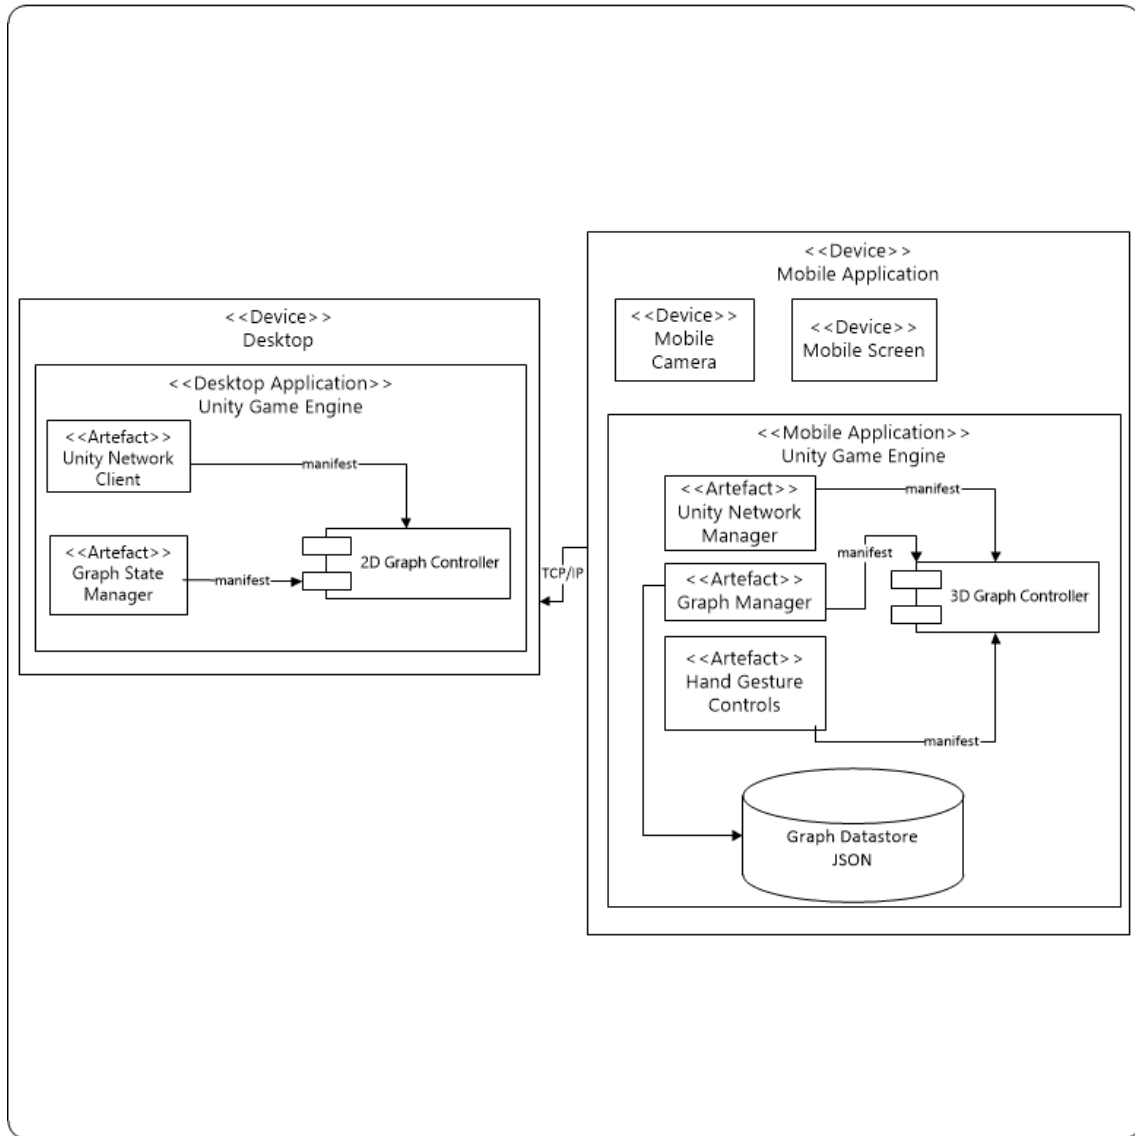 <<Device>>
Desktop
<<Desktop Application>>
Unity Game Engine
<<Artefact>>
Unity Network
Client
manifest
<<Artefact>>
Graph State
Manager
manifest
2D Graph Controller
TCP/IP
<<Device>>
Mobile Application
<<Device>>
Mobile
Camera
<<Device>>
Mobile Screen
<<Mobile Application>>
Unity Game Engine
<<Artefact>>
Unity Network
Manager
manifest
manifest
<<Artefact>>
Graph Manager
3D Graph Controller
<<Artefact>>
Hand Gesture
Controls
manifest
Graph Datastore
JSON